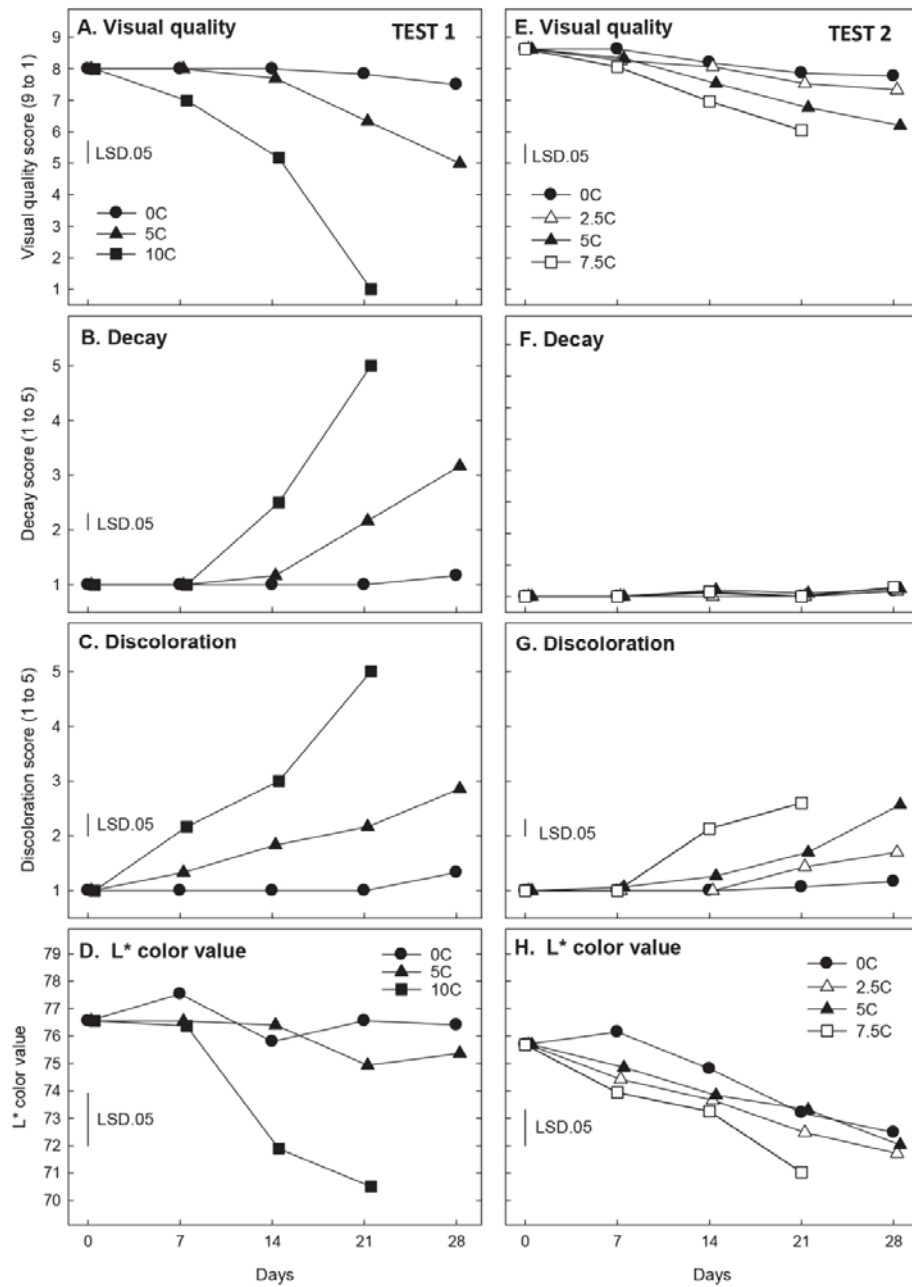 A. Visual quality TEST 1
Visual quality score (9 to 1)
9
8
7
6
5
4
3
2
1
LSD.05
0C
5C
10C
E. Visual quality
TEST 2
LSD.05
0C
2.5C
5C
7.5C
B. Decay
Decay score (1 to 5)
5
4
3
2
1
LSD.05
F. Decay
C. Discoloration
Discoloration score (1 to 5)
5
4
3
2
1
LSD.05
G. Discoloration
LSD.05
D. L* color value
L* color value
79
78
77
76
75
74
73
72
71
70
0C
5C
10C
LSD.05
0 7 14 21 28
Days
H. L* color value
0C
2.5C
5C
7.5C
LSD.05
0 7 14 21 28
Days